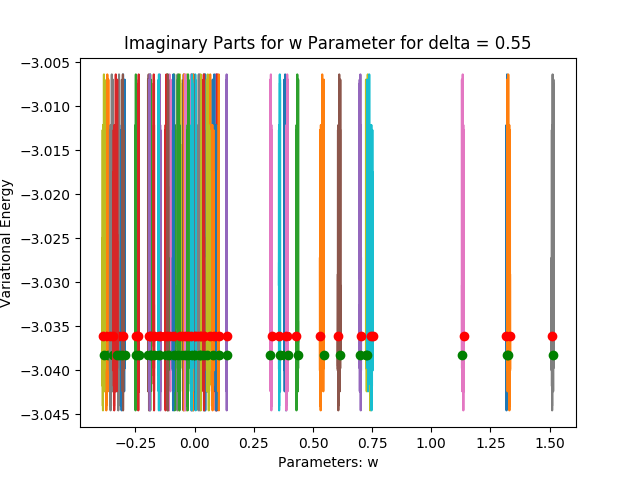 Imaginary Parts for w Parameter for delta = 0.55
Variational Energy
−3.005
−3.010
−3.015
−3.020
−3.025
−3.030
−3.035
−3.040
−3.045
−0.25 0.00 0.25 0.50 0.75 1.00 1.25 1.50
Parameters: w